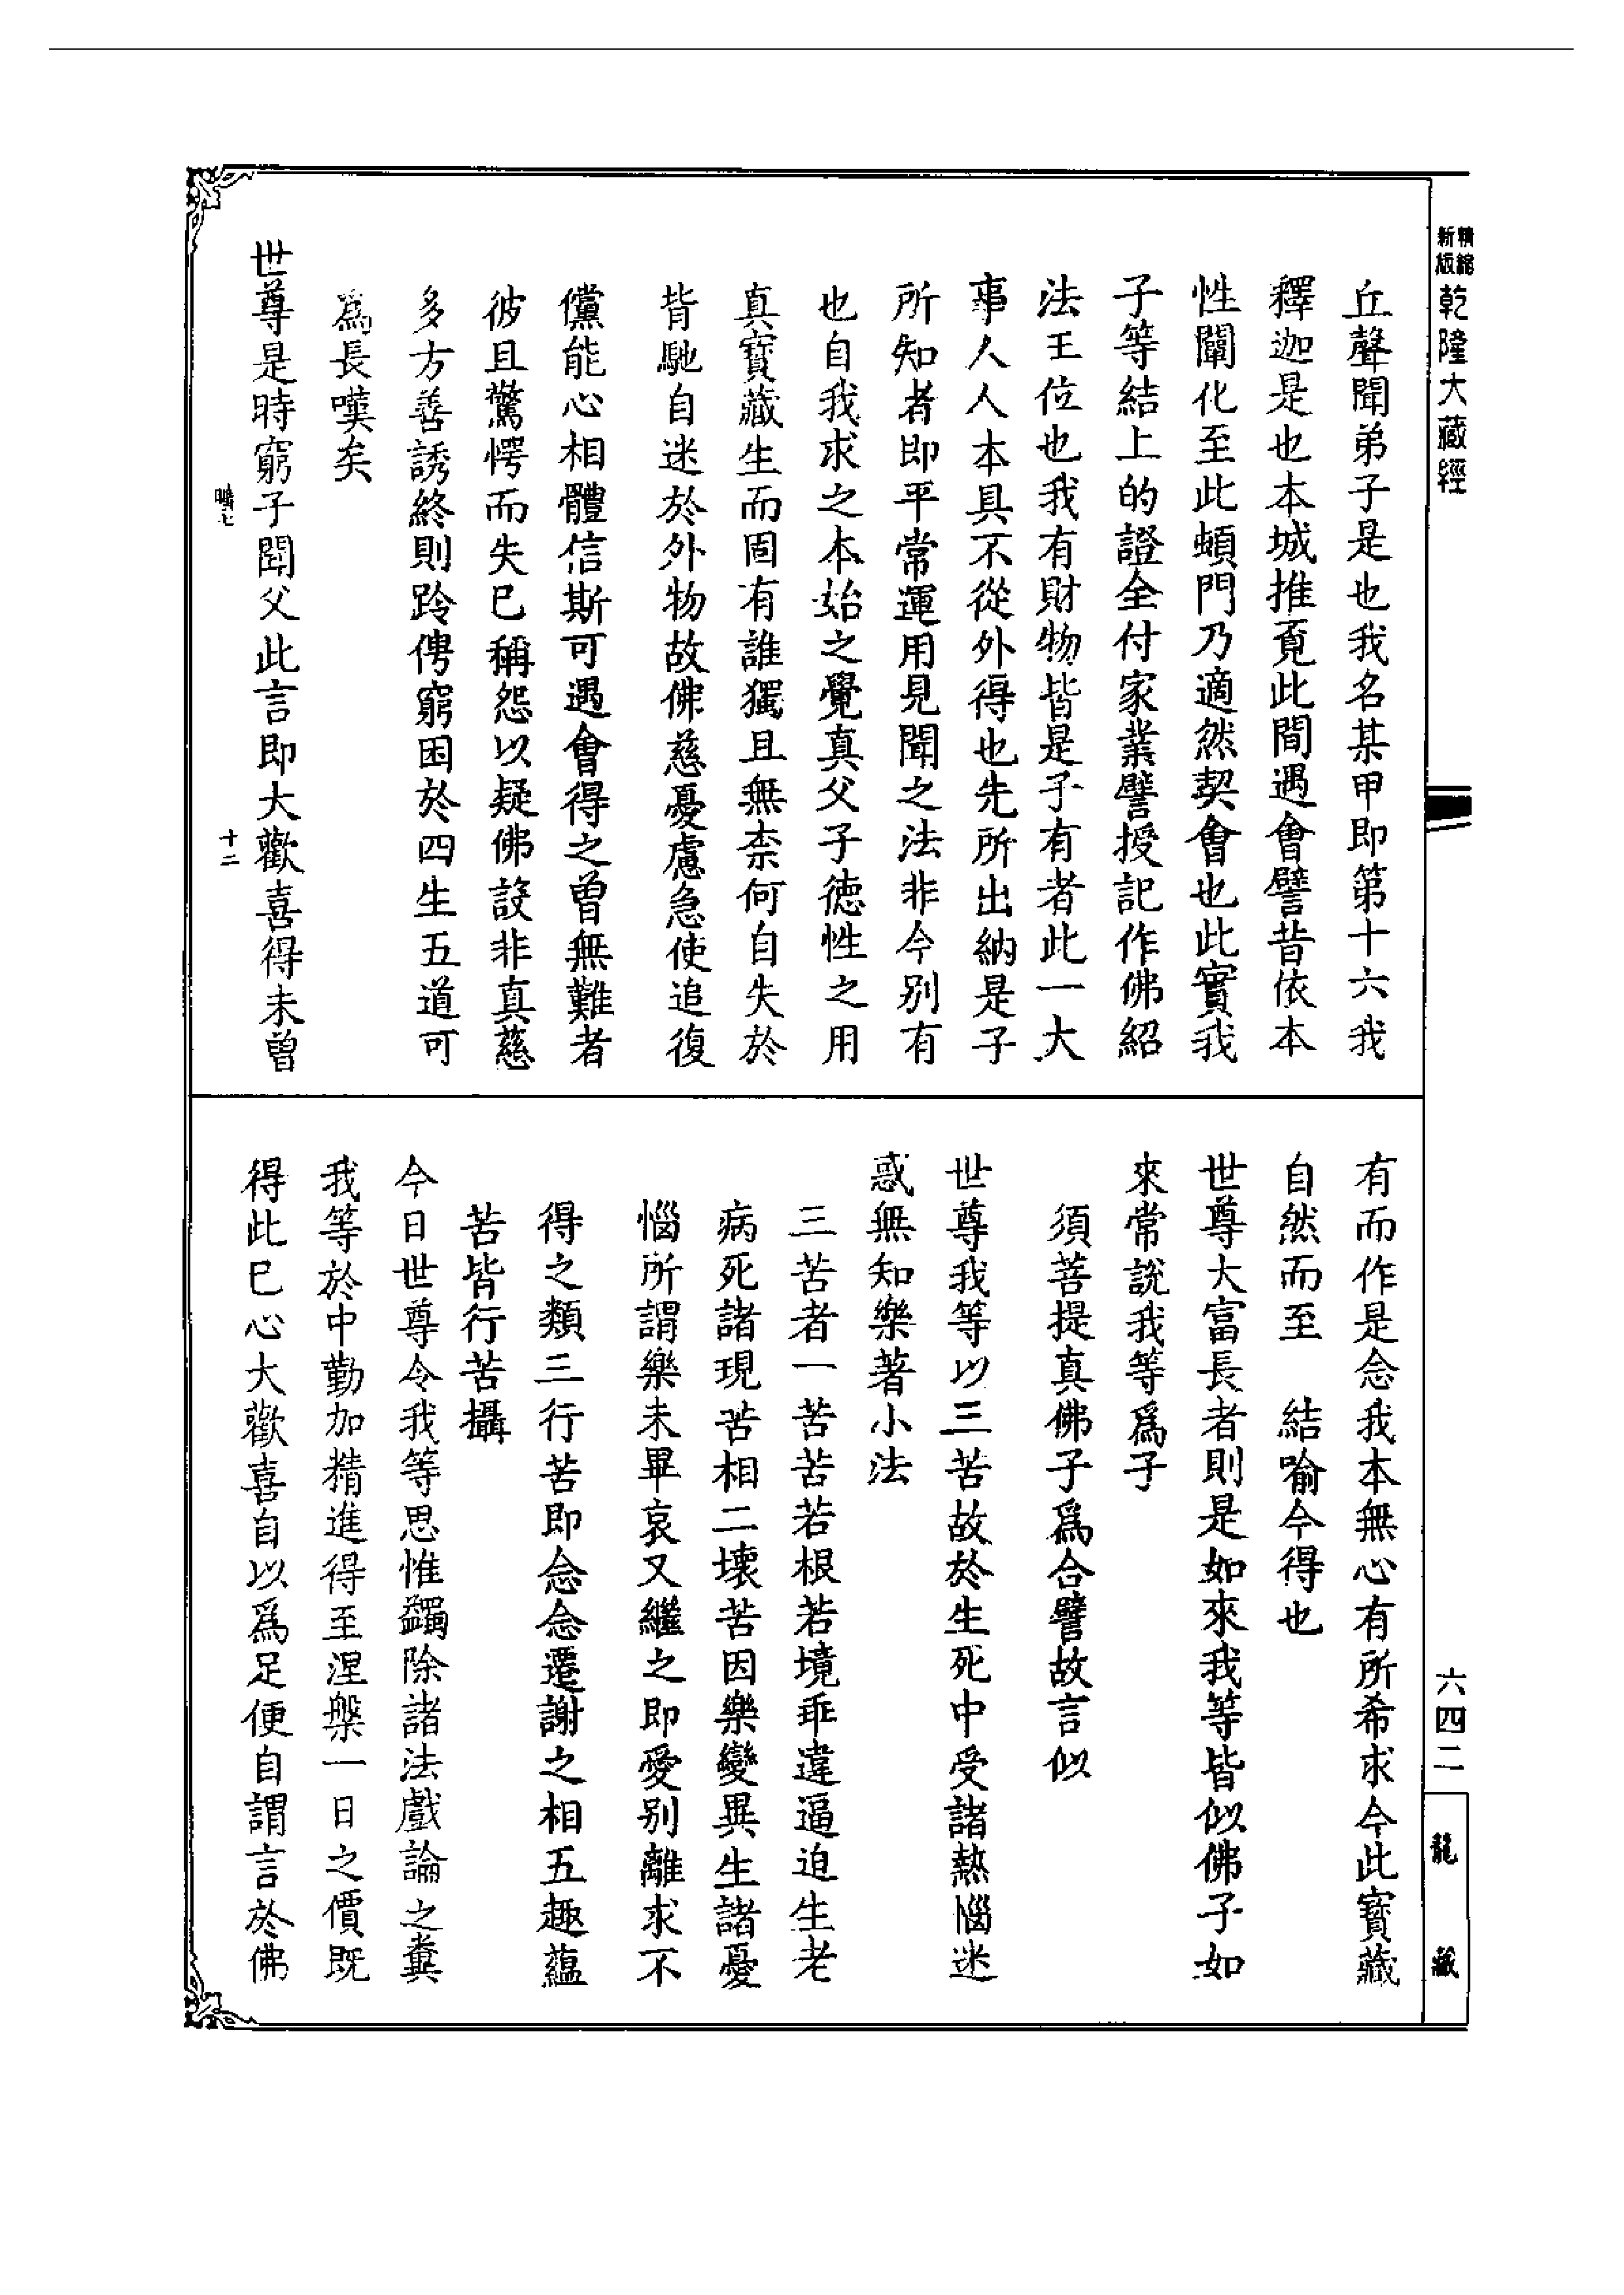 精縮新版乾隆大藏經
丘聲聞弟子是也我名某甲即第十六我
釋迦是也本城推覔此間遇會譬昔依本
性闡化至此頓門乃適然契會也此實我
子等結上的證全付家業譬授記作佛紹
法王位也我有財物皆是子有者此一大
事人人本具不從外得也先所出納是子
所知者即平常運用見聞之法非今别有
也自我求之本始之覺真父子德性之用
真寶藏生而固有誰獨且無柰何自失於
背馳自迷於外物故佛慈憂慮急使追復
儻能心相體信斯可遇會得之曾無難者
彼且驚愕而失已稱怨以疑佛設非真慈
多方善誘終則跉俜窮困於四生五道可
為長嘆矣
世尊是時窮子聞父此言即大歡喜得未曾
十二
有而作是念我本無心有所希求今此寶藏
自然而至　結喻今得也
世尊大富長者則是如來我等皆似佛子如
來常說我等爲子
須菩提真佛子爲合譬故言似
世尊我等以三苦故於生死中受諸熱惱迷
惑無知樂著小法
三苦者一苦苦若根若境乖違逼迫生老
病死諸現苦相二壞苦因樂變異生諸憂
惱所謂樂未畢哀又繼之即愛别離求不
得之類三行苦即念念遷謝之相五趣蘊
苦皆行苦攝
今日世尊令我等思惟蠲除諸法戲論之糞
我等於中勤加精進得至涅槃一日之價既
得此已心大歡喜自以爲足便自謂言於佛
六四二
龍藏